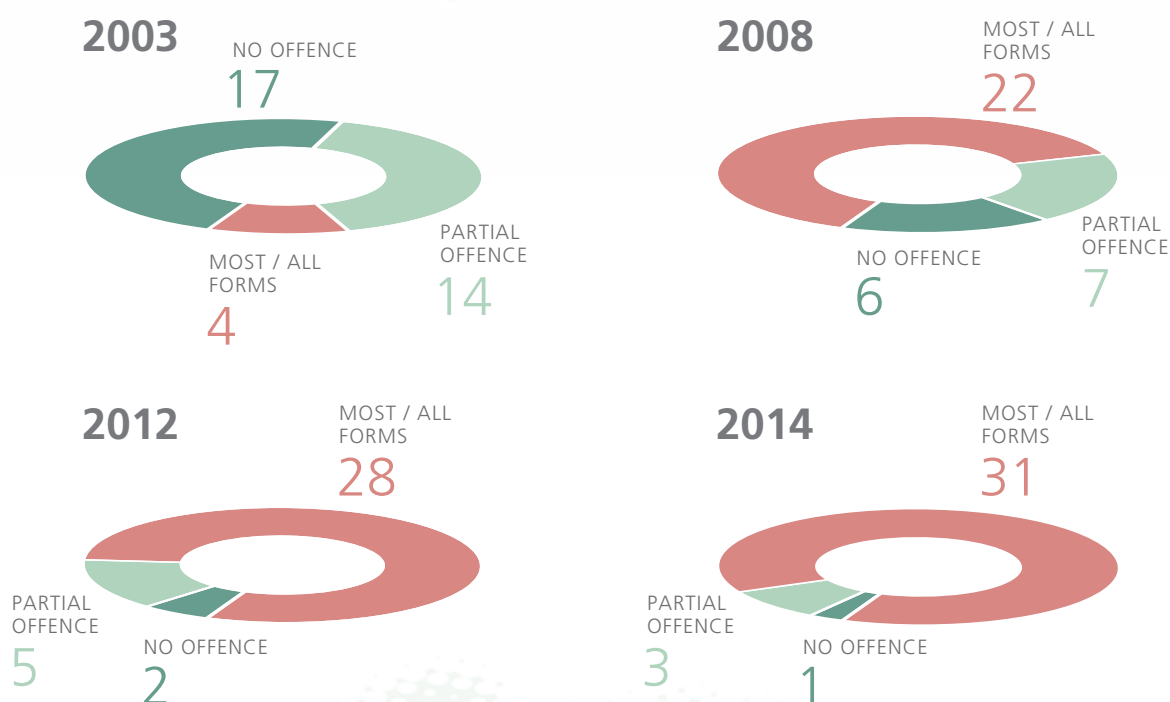 2003
NO OFFENCE
17
MOST / ALL
FORMS
4
PARTIAL
OFFENCE
14
2008
MOST / ALL
FORMS
22
PARTIAL
OFFENCE
7
NO OFFENCE
6
2012
MOST / ALL
FORMS
28
PARTIAL
OFFENCE
5
NO OFFENCE
2
2014
MOST / ALL
FORMS
31
PARTIAL
OFFENCE
3
NO OFFENCE
1